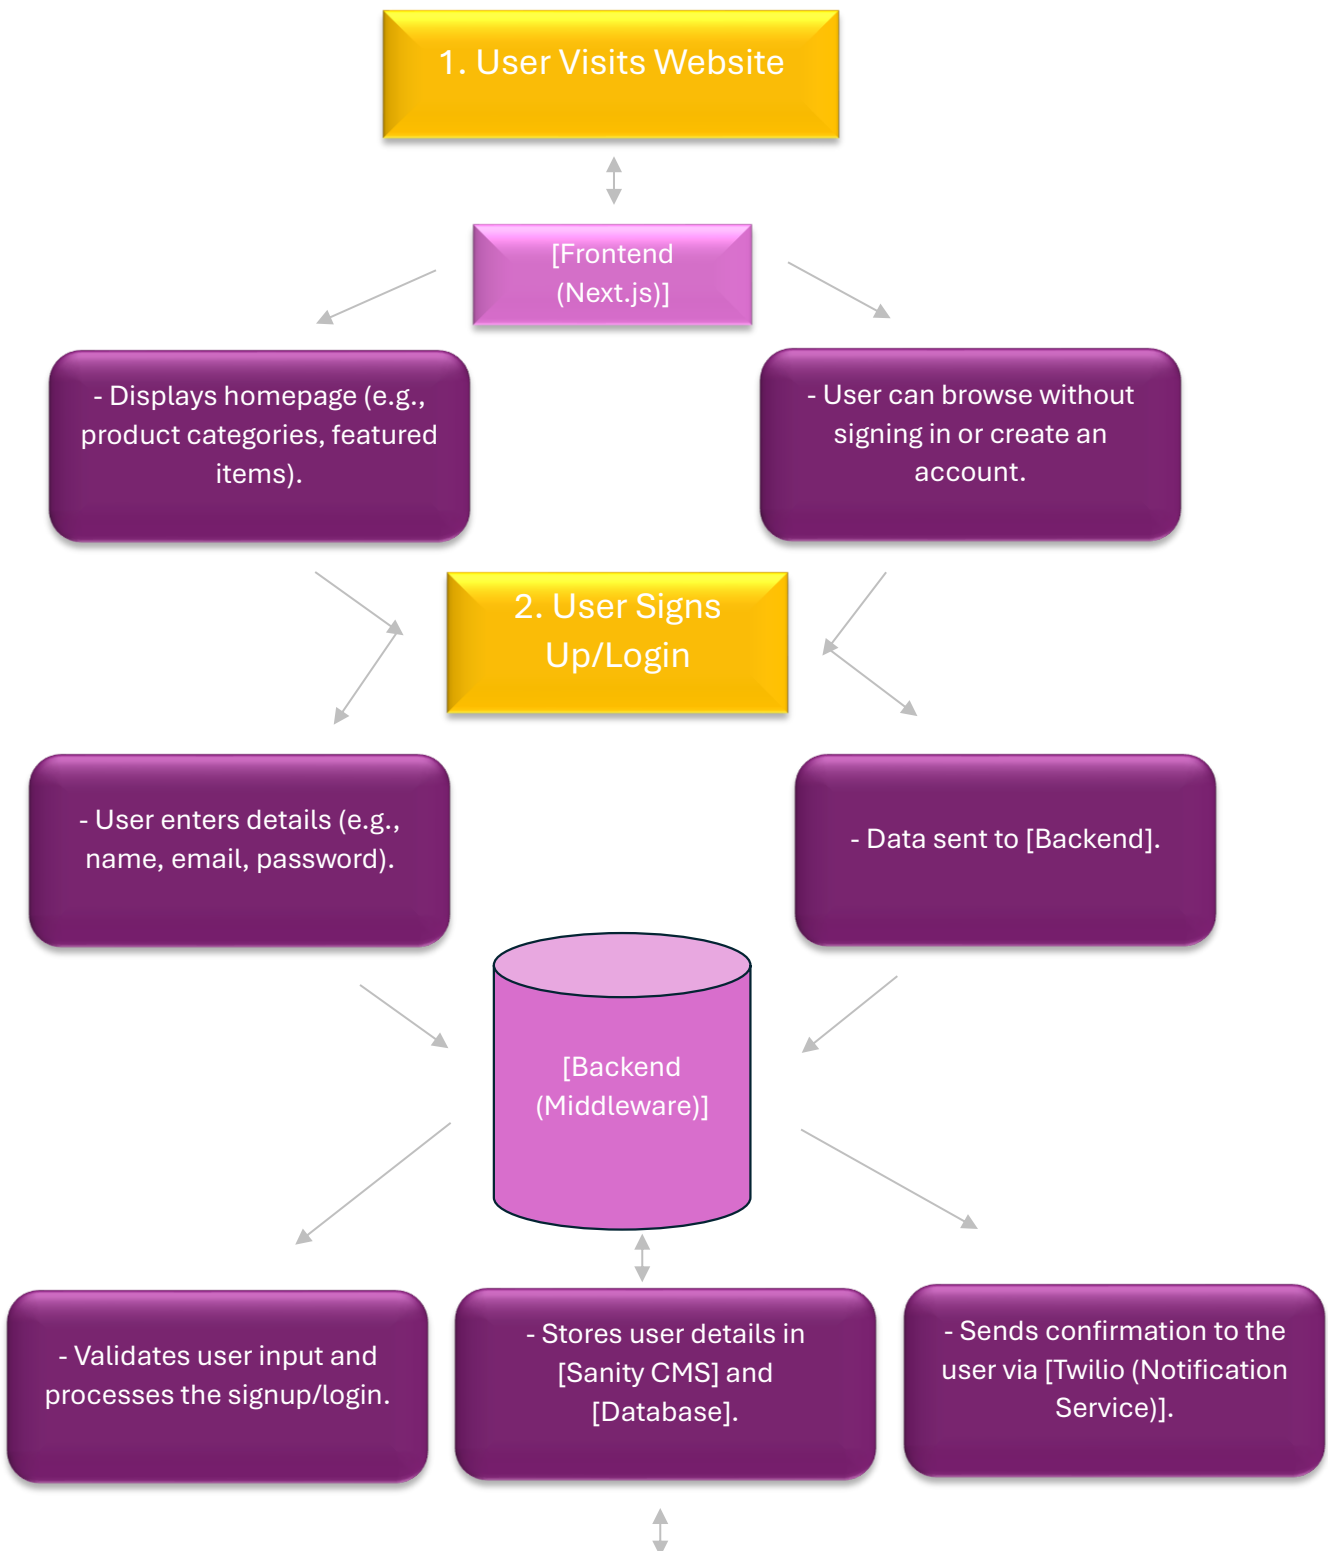 1. User Visits Website
[Frontend
(Next.js)]
- Displays homepage (e.g.,
product categories, featured
items).
- User can browse without
signing in or create an
account.
2. User Signs
Up/Login
- User enters details (e.g.,
name, email, password).
- Data sent to [Backend].
[Backend
(Middleware)]
- Validates user input and
processes the signup/login.
- Stores user details in
[Sanity CMS] and
[Database].
- Sends confirmation to the
user via [Twilio (Notification
Service)].